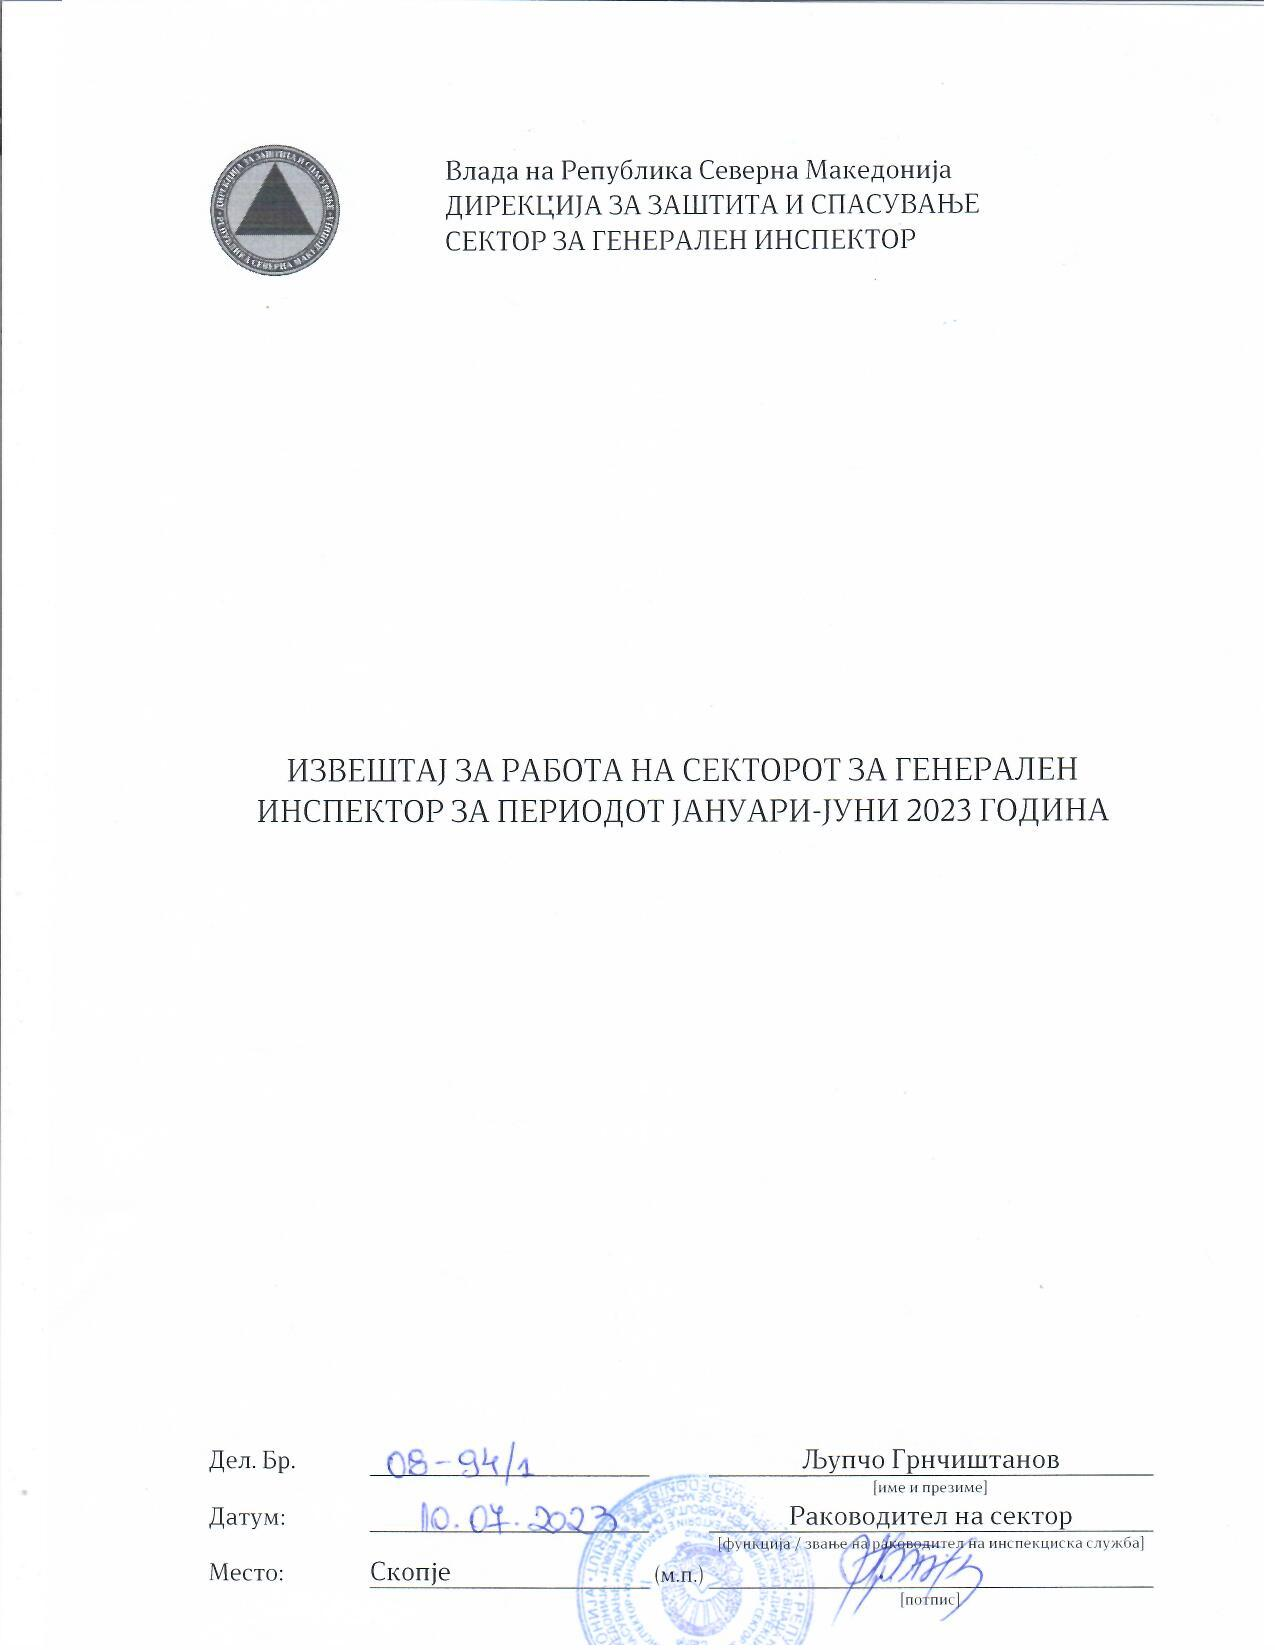 Влада на Република Северна Македонија
ДИРЕКЦИЈА ЗА ЗАШТИТА И СПАСУВАЊЕ
СЕКТОР ЗА ГЕНЕРАЛЕН ИНСПЕКТОР
ИЗВЕШТАЈ ЗА РАБОТА НА СЕКТОРОТ ЗА ГЕНЕРАЛЕН
ИНСПЕКТОР ЗА ПЕРИОДОТ ЈАНУАРИ-ЈУНИ 2023 ГОДИНА
Дел. Бр. 08-94/1 Љупчо Грнчиштанов
[име и презиме]
Датум: 10.07.2023 Раководител на сектор
[функција / звање на раководител на инспекциска служба]
Место: Скопје (м.п.)
[потпис]